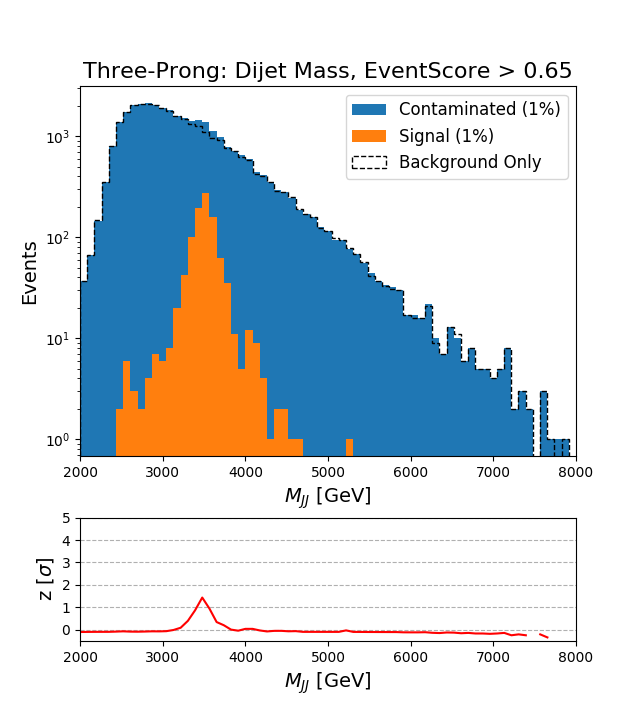 Three-Prong: Dijet Mass, EventScore > 0.65
Contaminated (1%)
Signal (1%)
Background Only
Events
10³
10²
10¹
10⁰
2000 3000 4000 5000 6000 7000 8000
M_JJ [GeV]
z [σ]
5
4
3
2
1
0
2000 3000 4000 5000 6000 7000 8000
M_JJ [GeV]